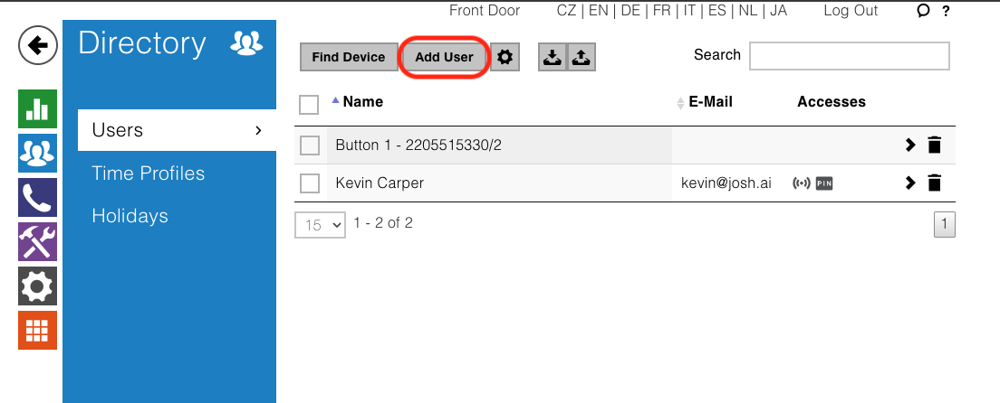 Front Door CZ | EN | DE | FR | IT | ES | NL | JA Log Out ?
Directory
Find Device Add User Search
Name E-Mail Accesses
Users
Button 1 - 2205515330/2
Time Profiles
Kevin Carper kevin@josh.ai PIN
Holidays
15 1 - 2 of 2 1